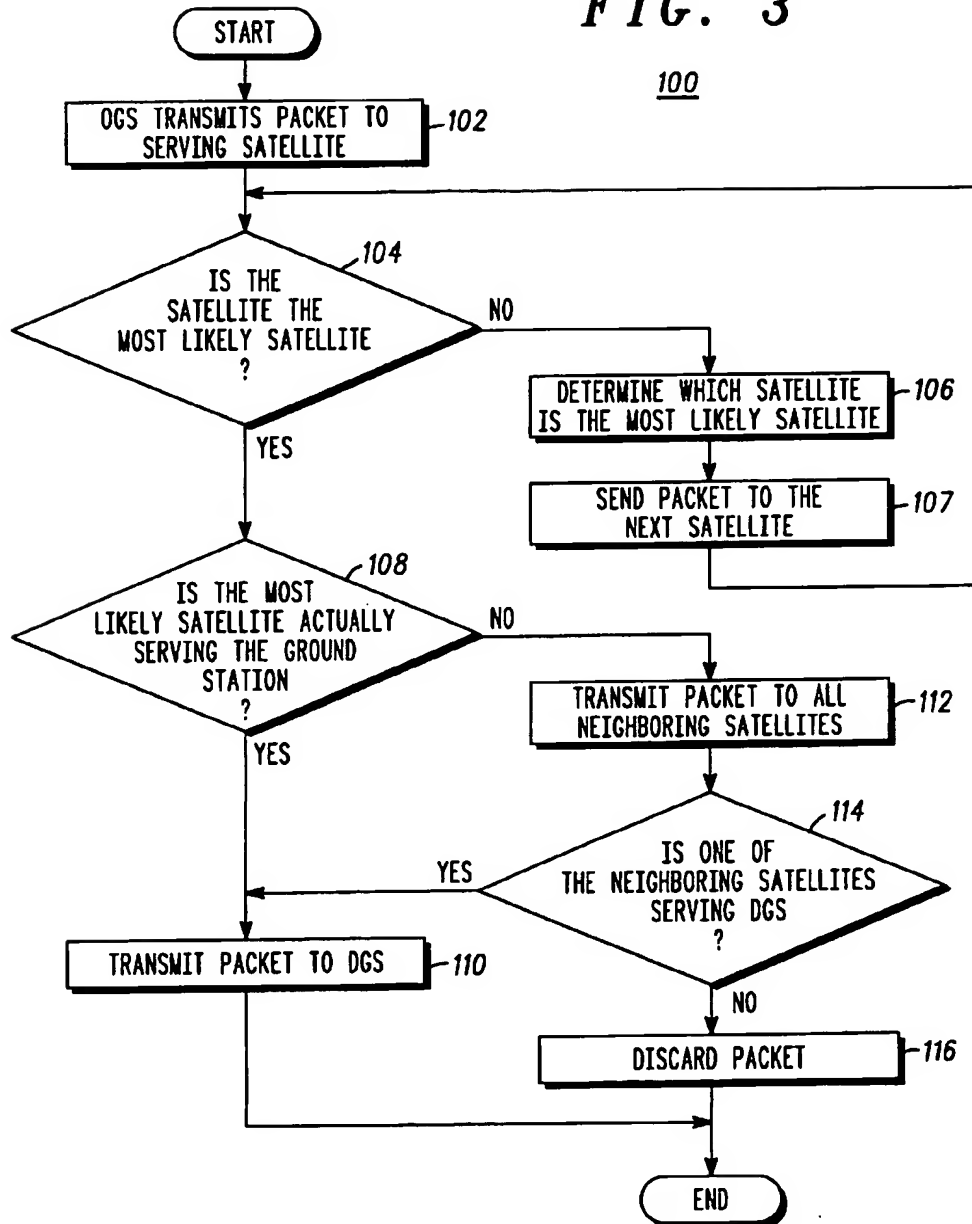 FIG. 3
100
START
OGS TRANSMITS PACKET TO
SERVING SATELLITE
102
104
IS THE
SATELLITE THE
MOST LIKELY SATELLITE
?
NO
YES
DETERMINE WHICH SATELLITE
IS THE MOST LIKELY SATELLITE
106
SEND PACKET TO THE
NEXT SATELLITE
107
108
IS THE MOST
LIKELY SATELLITE ACTUALLY
SERVING THE GROUND
STATION
?
NO
YES
TRANSMIT PACKET TO ALL
NEIGHBORING SATELLITES
112
114
IS ONE OF
THE NEIGHBORING SATELLITES
SERVING DGS
?
YES
NO
TRANSMIT PACKET TO DGS
110
DISCARD PACKET
116
END